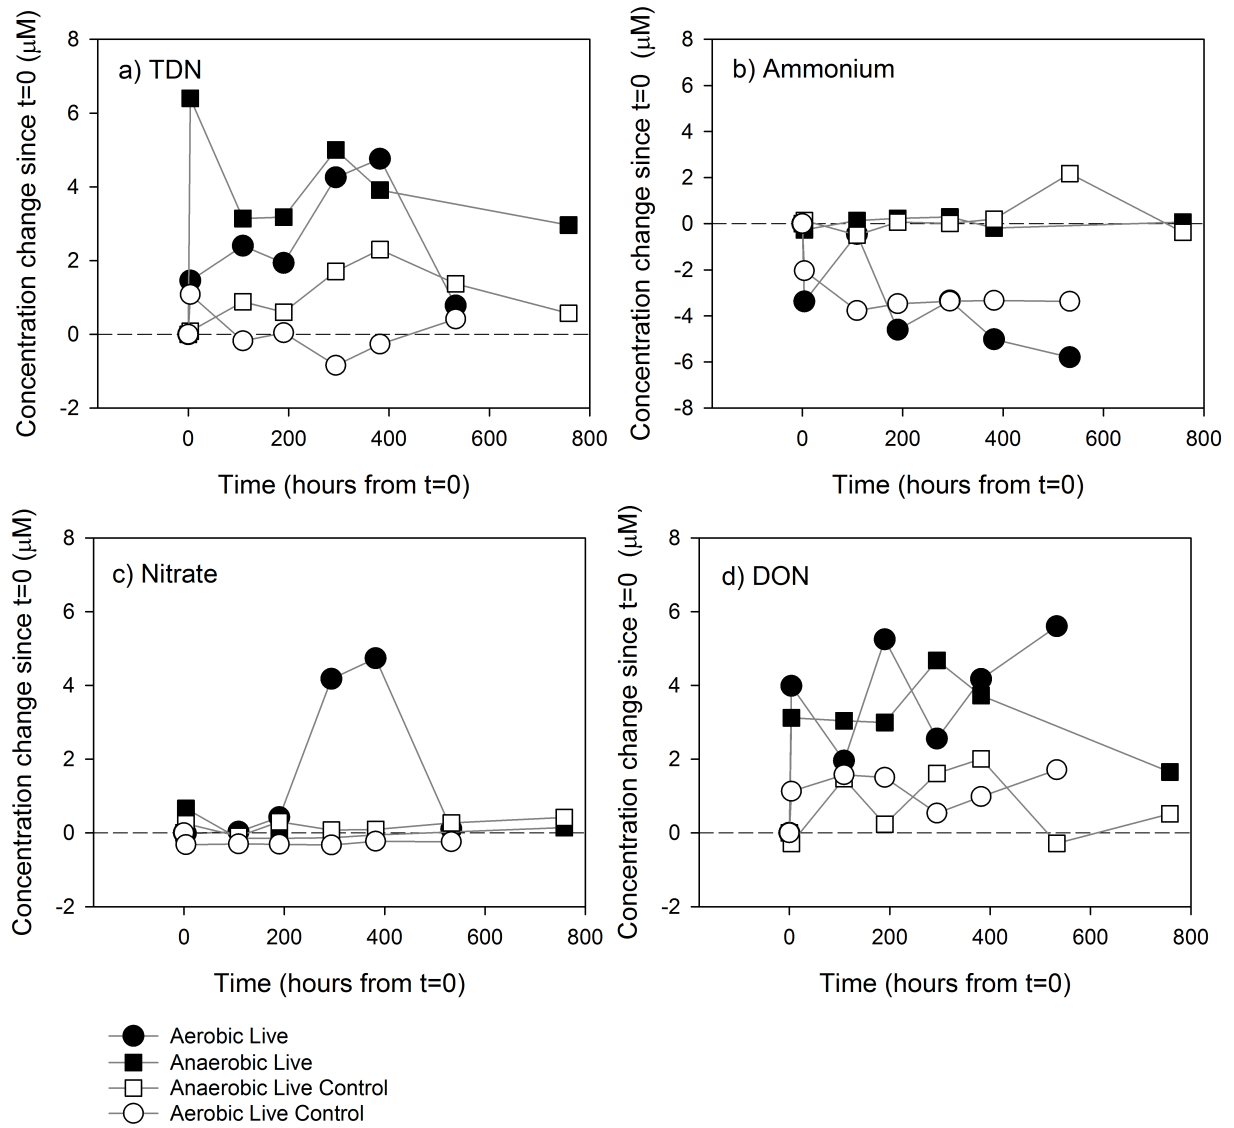 Concentration change since t=0 (μM)
8
6
4
2
0
-2
a) TDN
0 200 400 600 800
Time (hours from t=0)
Concentration change since t=0 (μM)
8
6
4
2
0
-2
-4
-6
-8
b) Ammonium
0 200 400 600 800
Time (hours from t=0)
Concentration change since t=0 (μM)
8
6
4
2
0
-2
c) Nitrate
0 200 400 600 800
Time (hours from t=0)
Concentration change since t=0 (μM)
8
6
4
2
0
-2
d) DON
0 200 400 600 800
Time (hours from t=0)
Aerobic Live
Anaerobic Live
Anaerobic Live Control
Aerobic Live Control